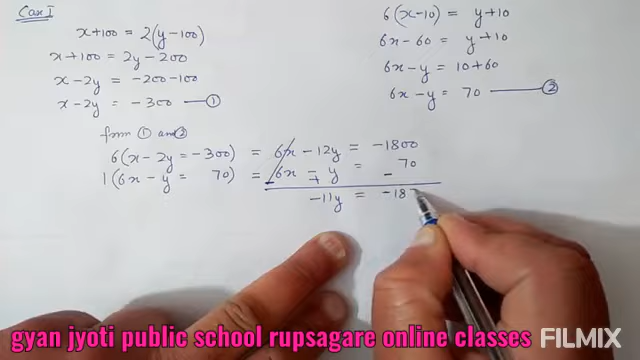 Case I
x+100 = 2(y-100)
x+100 = 2y-200
x-2y = -200-100
x-2y = -300 — ①
6(x-10) = y+10
6x-60 = y+10
6x-y = 10+60
6x-y = 70 — ②
from ① and ②
6(x-2y = -300) = 6x-12y = -1800
1(6x-y = 70) = 6x - y = 70
- + -
-11y = -18
gyan jyoti public school rupsagare online classes
FILMIX